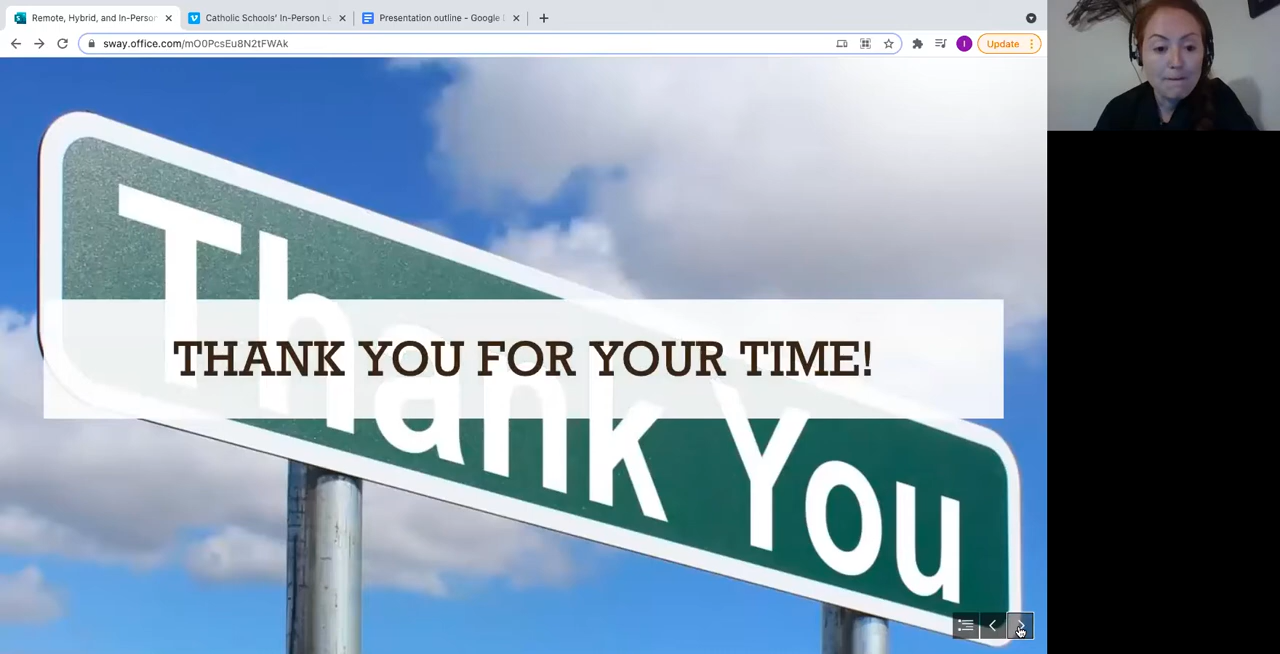 Remote, Hybrid, and In-Person
Catholic Schools' In-Person Le
Presentation outline - Google
sway.office.com/mO0PcsEu8N2tFWAk
I
Update
Thank You
THANK YOU FOR YOUR TIME!